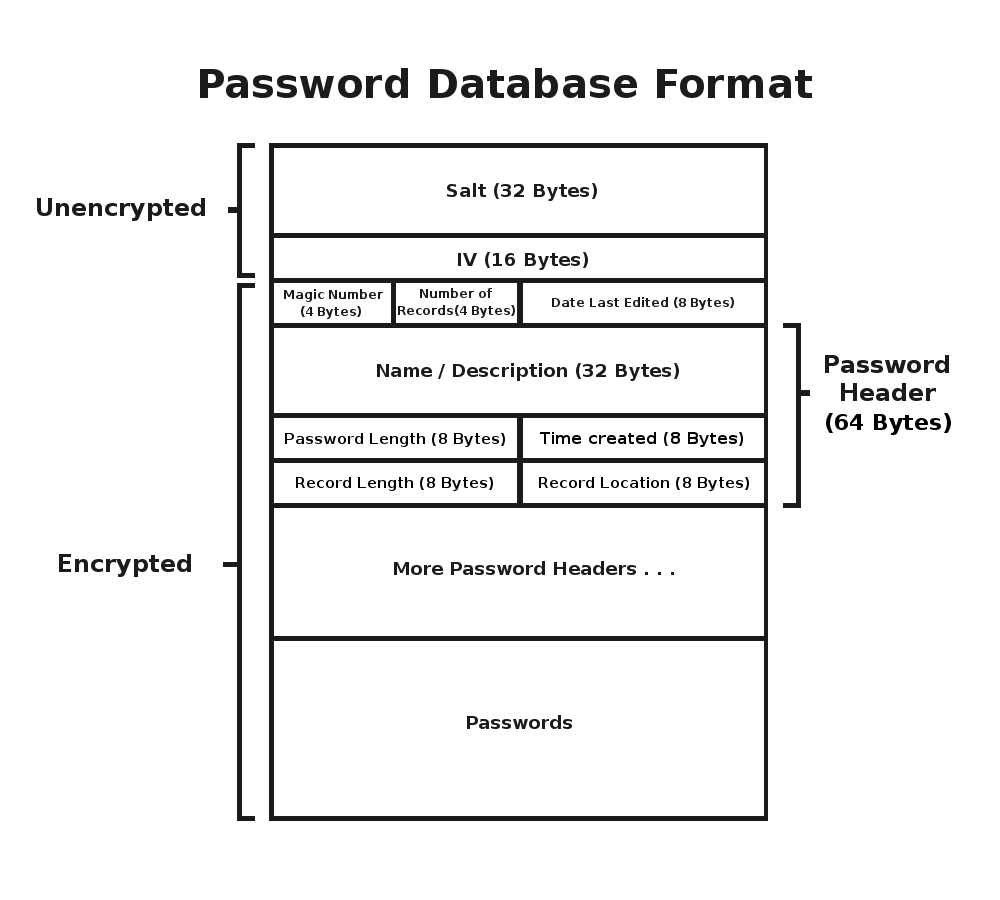 Password Database Format
Unencrypted
Salt (32 Bytes)
IV (16 Bytes)
Magic Number
(4 Bytes)
Number of
Records(4 Bytes)
Date Last Edited (8 Bytes)
Name / Description (32 Bytes)
Password
Header
(64 Bytes)
Password Length (8 Bytes)
Time created (8 Bytes)
Record Length (8 Bytes)
Record Location (8 Bytes)
Encrypted
More Password Headers . . .
Passwords